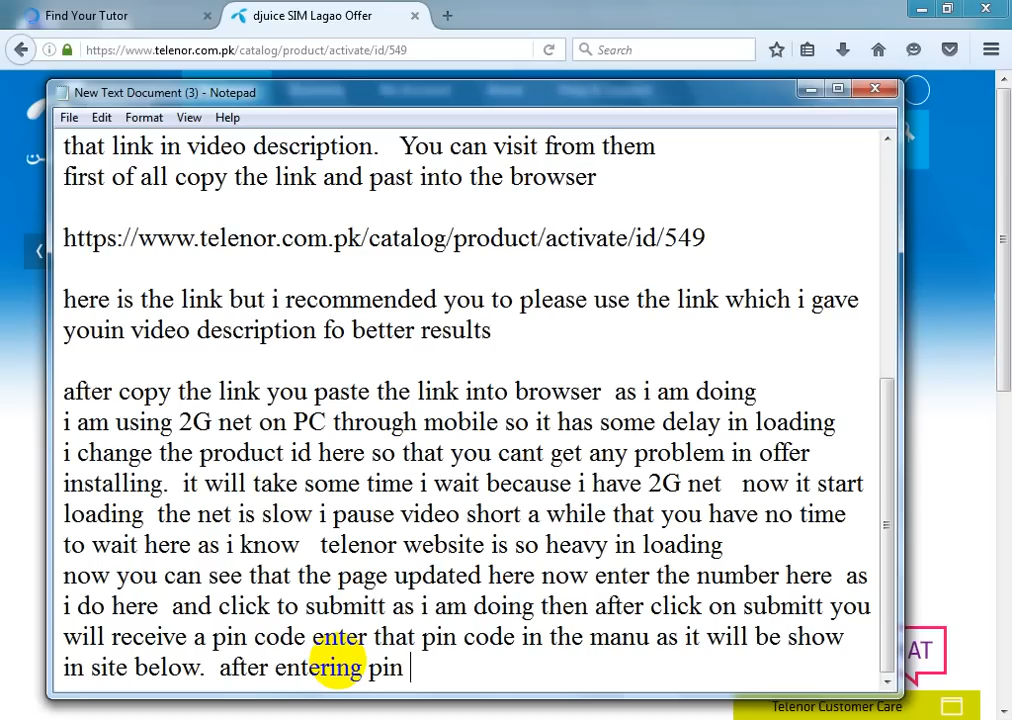 Find Your Tutor
djuice SIM Lagao Offer
https://www.telenor.com.pk/catalog/product/activate/id/549
Search
New Text Document (3) - Notepad
File Edit Format View Help
that link in video description. You can visit from them
first of all copy the link and past into the browser
https://www.telenor.com.pk/catalog/product/activate/id/549
here is the link but i recommended you to please use the link which i gave
youin video description fo better results
after copy the link you paste the link into browser as i am doing
i am using 2G net on PC through mobile so it has some delay in loading
i change the product id here so that you cant get any problem in offer
installing. it will take some time i wait because i have 2G net now it start
loading the net is slow i pause video short a while that you have no time
to wait here as i know telenor website is so heavy in loading
now you can see that the page updated here now enter the number here as
i do here and click to submitt as i am doing then after click on submitt you
will receive a pin code enter that pin code in the manu as it will be show
in site below. after entering pin
AT
Telenor Customer Care